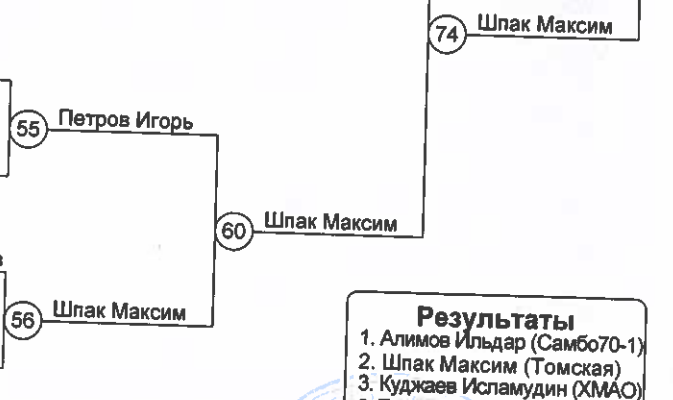 74 Шпак Максим
55 Петров Игорь
60 Шпак Максим
56 Шпак Максим
Результаты
1. Алимов Ильдар (Самбо70-1)
2. Шпак Максим (Томская)
3. Куджаев Исламудин (ХМАО)